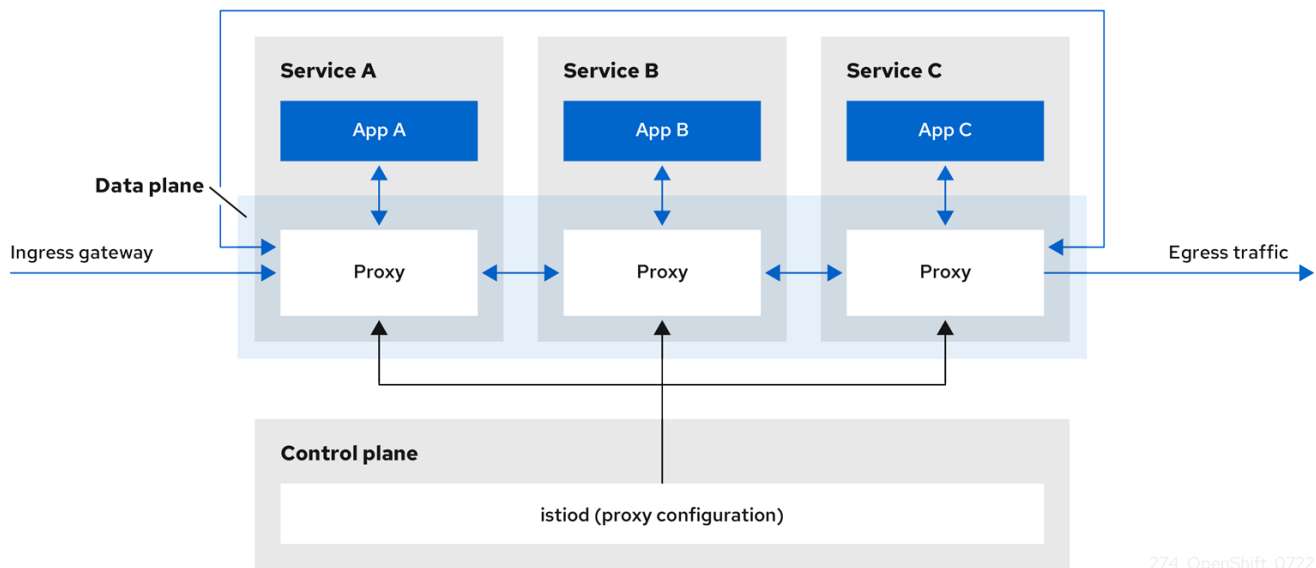 Service A
Service B
Service C
App A
App B
App C
Data plane
Ingress gateway
Proxy
Proxy
Proxy
Egress traffic
Control plane
istiod (proxy configuration)
274_OpenShift_0722